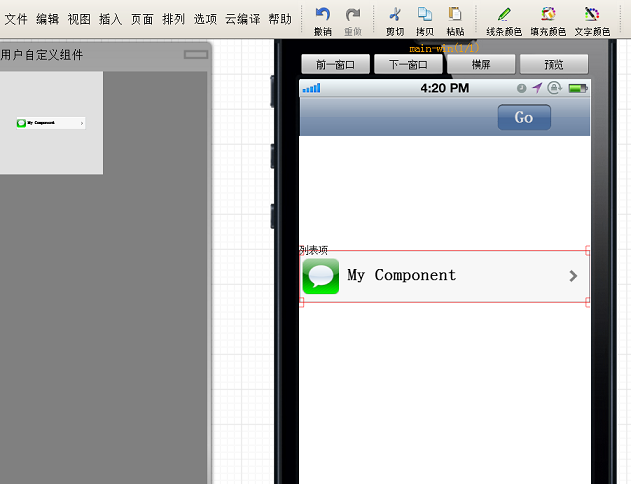 文件 编辑 视图 插入 页面 排列 选项 云编译 帮助
撤消 重做 剪切 拷贝 粘贴 线条颜色 填充颜色 文字颜色
用户自定义组件
My Component
main-win(1/1)
前一窗口 下一窗口 横屏 预览
4:20 PM
Go
列表项
My Component